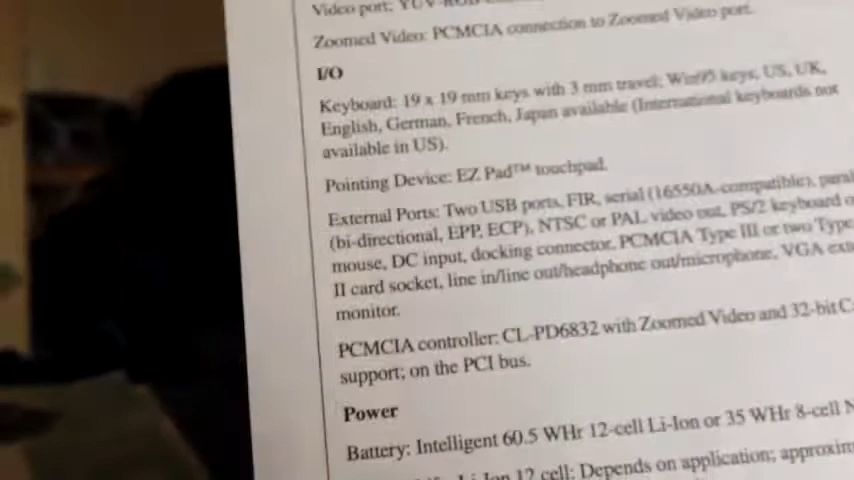 Video port: YUV-RGB
Zoomed Video: PCMCIA connection to Zoomed Video port.
I/O
Keyboard: 19 x 19 mm keys with 3 mm travel; Win95 keys, US, UK,
English, German, French, Japan available (International keyboards not
available in US).
Pointing Device: EZ Pad™ touchpad.
External Ports: Two USB ports, FIR, serial (16550A-compatible), paral
(bi-directional, EPP, ECP), NTSC or PAL video out, PS/2 keyboard o
mouse, DC input, docking connector, PCMCIA Type III or two Type
II card socket, line in/line out/headphone out/microphone, VGA exte
monitor.
PCMCIA controller: CL-PD6832 with Zoomed Video and 32-bit C
support; on the PCI bus.
Power
Battery: Intelligent 60.5 WHr 12-cell Li-Ion or 35 WHr 8-cell N
Li-Ion 12 cell: Depends on application; approxim